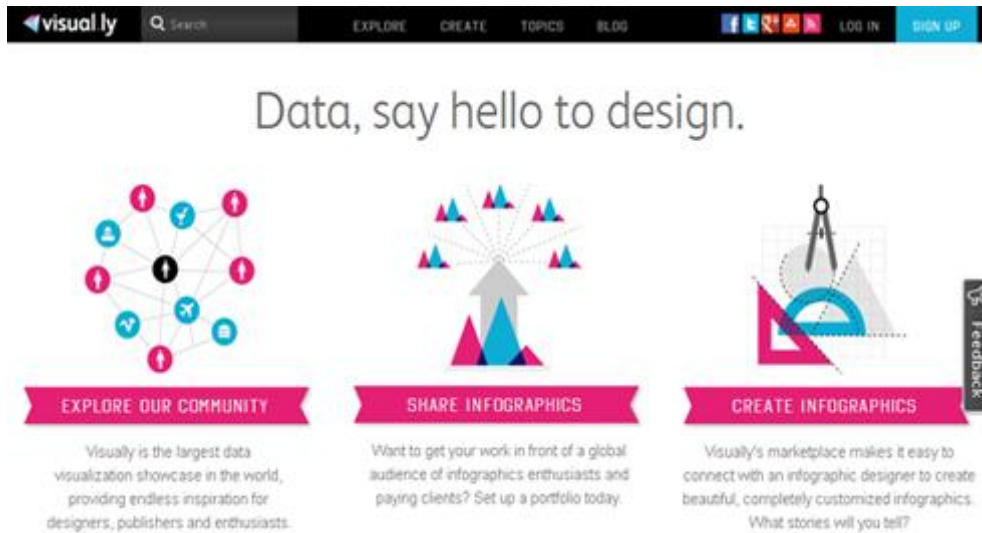 visual.ly Search EXPLORE CREATE TOPICS BLOG LOG IN SIGN UP
Data, say hello to design.
EXPLORE OUR COMMUNITY
Visually is the largest data
visualization showcase in the world,
providing endless inspiration for
designers, publishers and enthusiasts.
SHARE INFOGRAPHICS
Want to get your work in front of a global
audience of infographics enthusiasts and
paying clients? Set up a portfolio today.
CREATE INFOGRAPHICS
Visually's marketplace makes it easy to
connect with an infographic designer to create
beautiful, completely customized infographics.
What stories will you tell?
Feedback